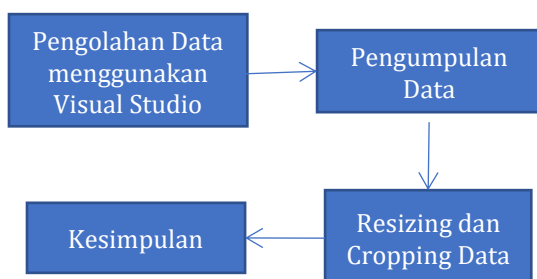 Pengolahan Data
menggunakan
Visual Studio
Pengumpulan
Data
Resizing dan
Cropping Data
Kesimpulan